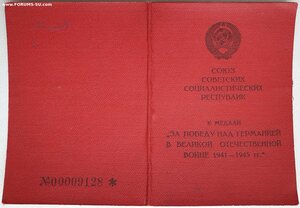 www.FORUMS-SU.com
№00009128 *
СОЮЗ
СОВЕТСКИХ
СОЦИАЛИСТИЧЕСКИХ
РЕСПУБЛИК
К МЕДАЛИ
„ЗА ПОБЕДУ НАД ГЕРМАНИЕЙ
В ВЕЛИКОЙ ОТЕЧЕСТВЕННОЙ
ВОЙНЕ 1941—1945 гг.“